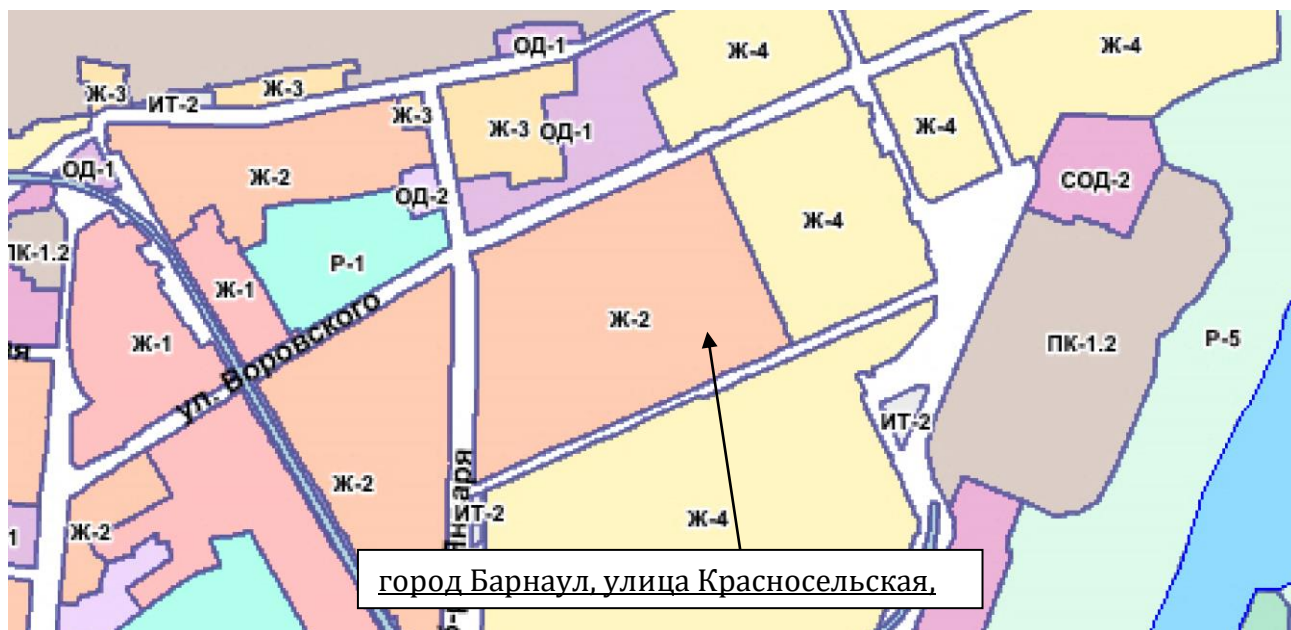 ОД-1
Ж-4
Ж-4
Ж-3
ИТ-2
Ж-3
Ж-3
Ж-3
ОД-1
Ж-4
ОД-1
Ж-2
ОД-2
СОД-2
Ж-4
ПК-1.2
Р-1
Ж-1
Ж-2
Ж-1
ПК-1.2
Р-5
ул. Воровского
ИТ-2
Ж-2
ИТ-2
Ж-4
Ж-2
1
город Барнаул, улица Красносельская,